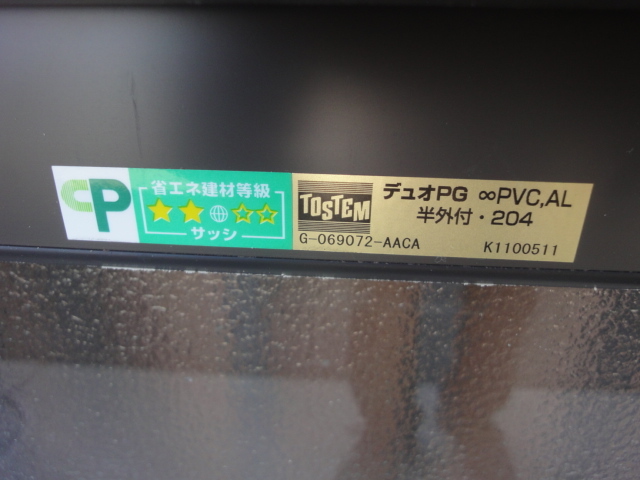 CP
省エネ建材等級
サッシ
TOSTEM
デュオPG ∞PVC,AL
半外付・204
G-069072-AACA
K1100511